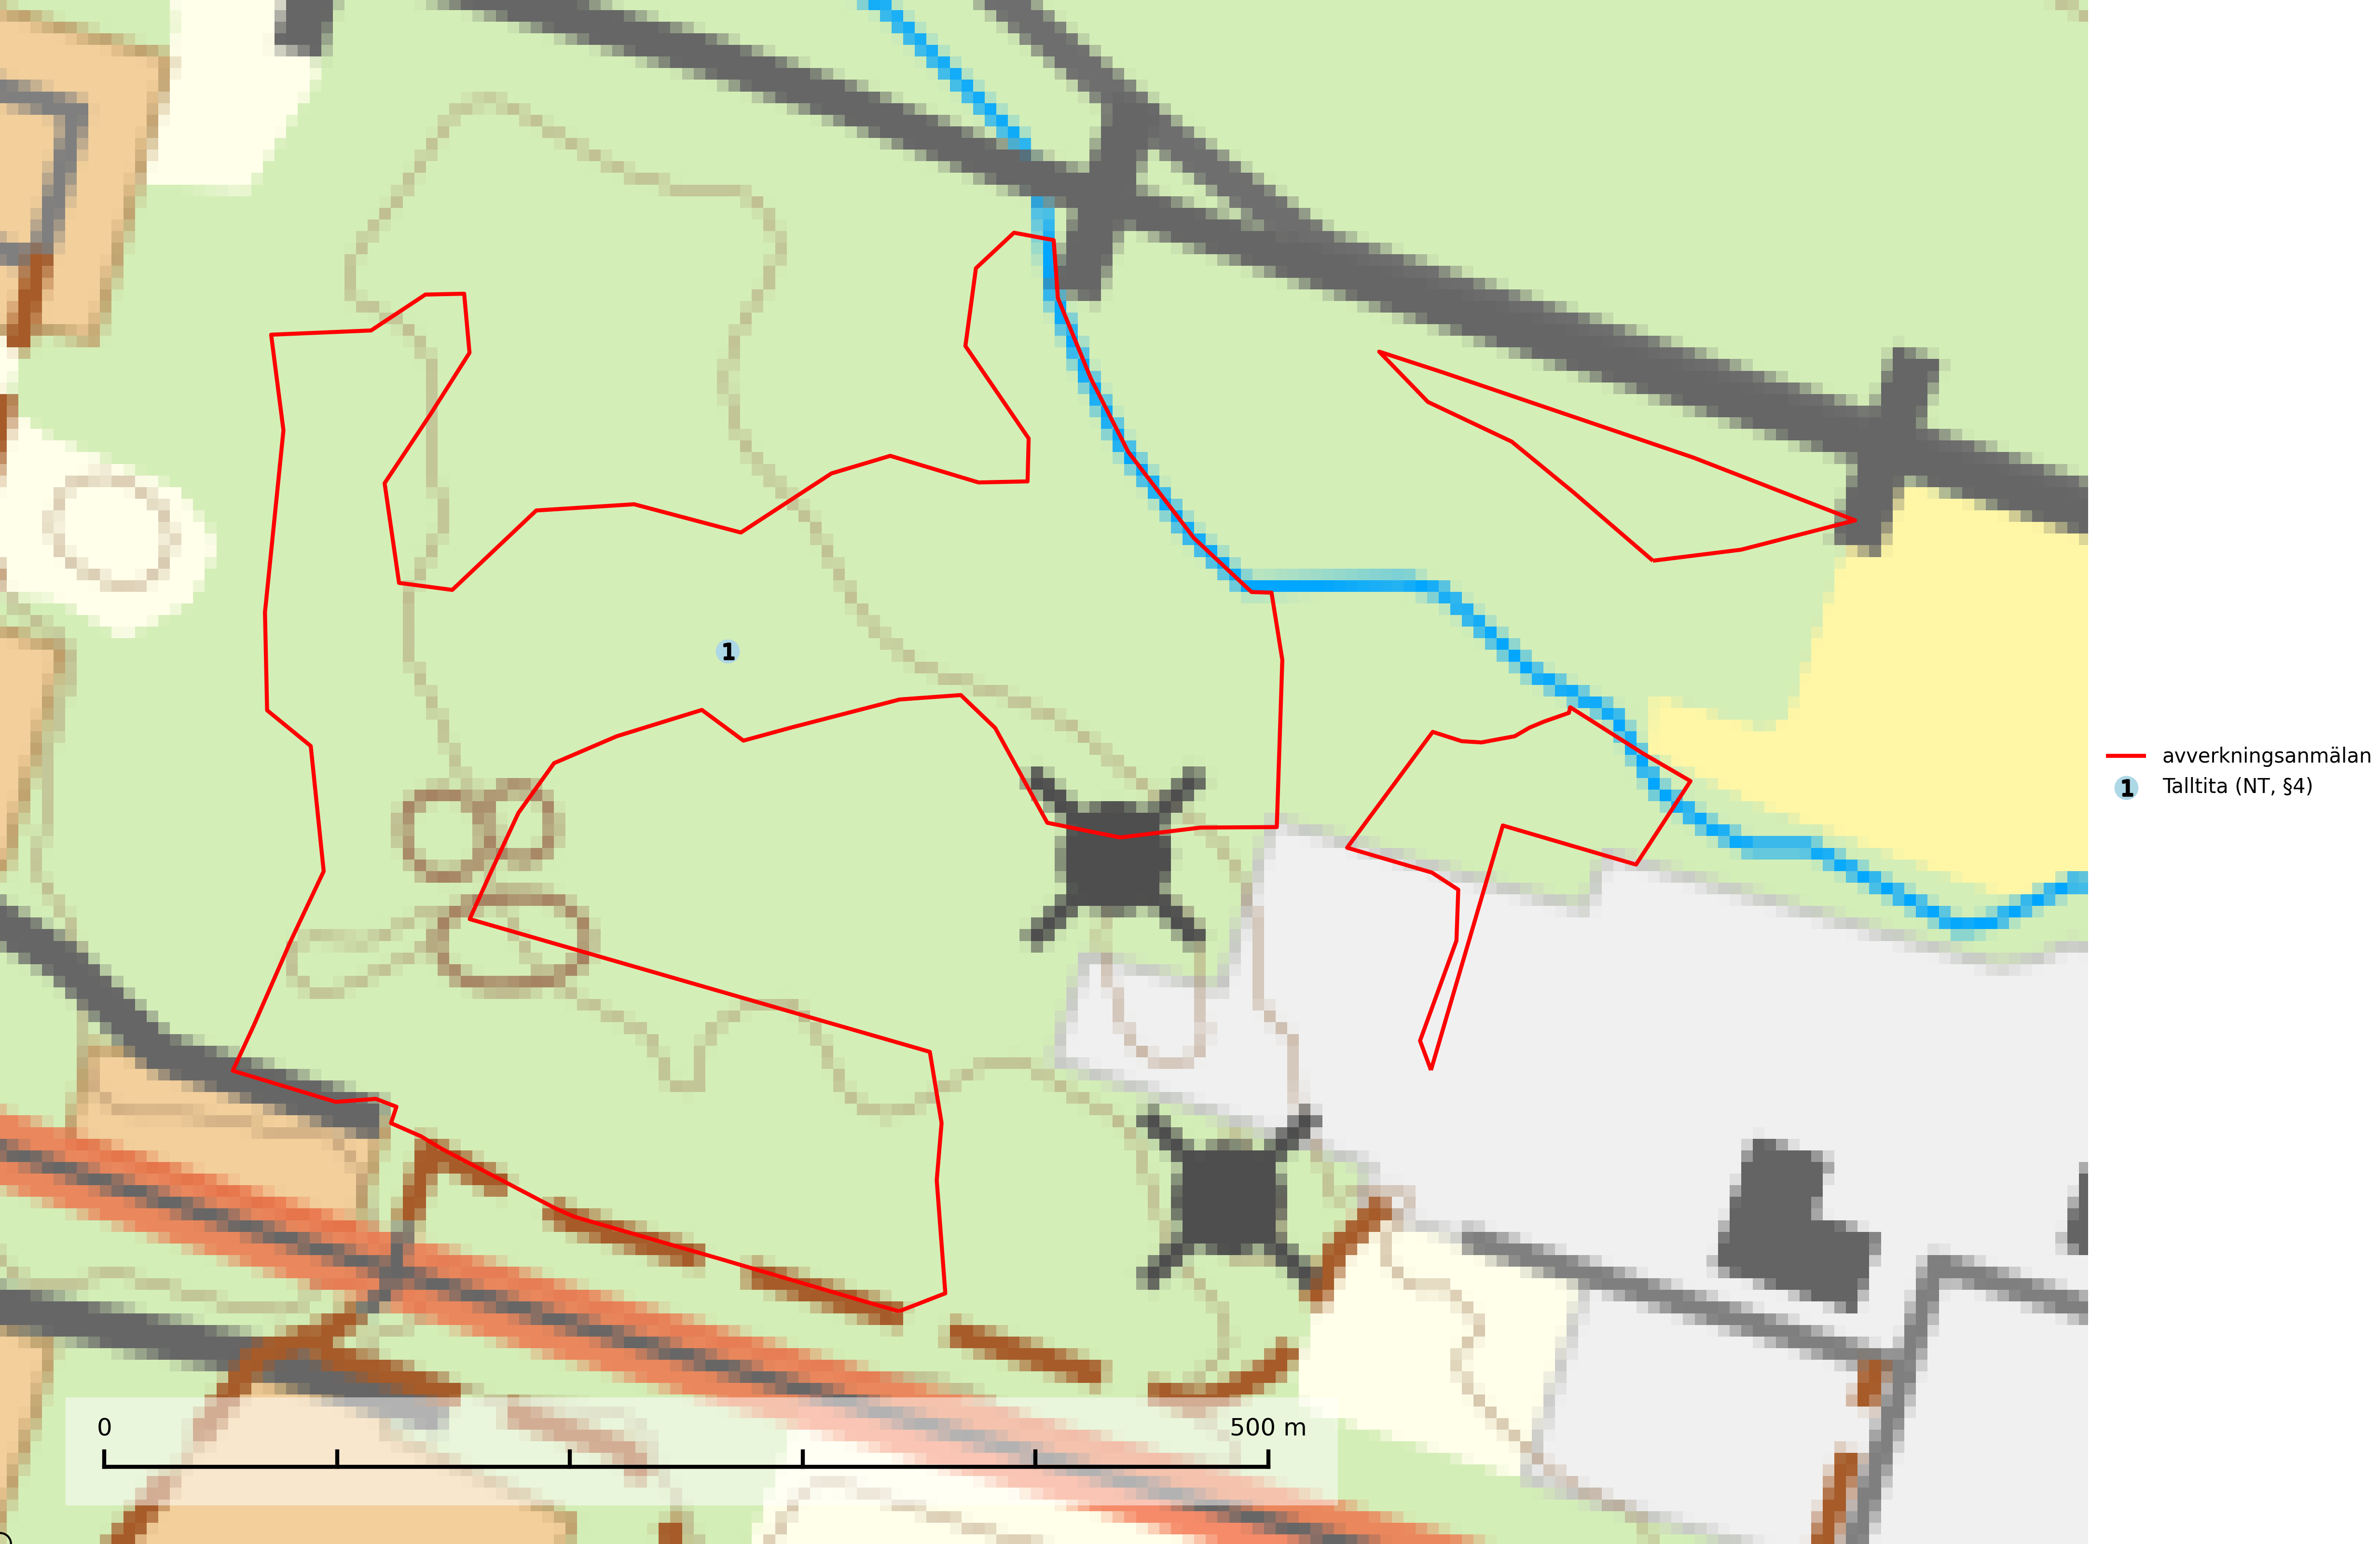 1
avverkningsanmälan
1 Talltita (NT, §4)
0 500 m